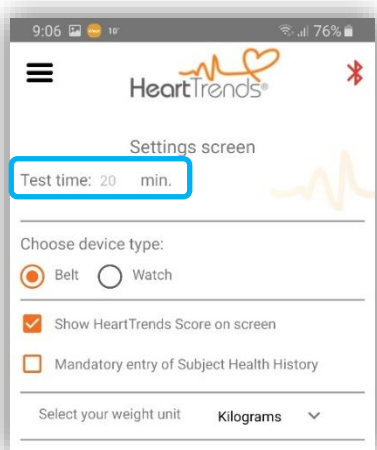 9:06 10° 76%
HeartTrends®
Settings screen
Test time: 20 min.
Choose device type:
Belt Watch
Show HeartTrends Score on screen
Mandatory entry of Subject Health History
Select your weight unit Kilograms